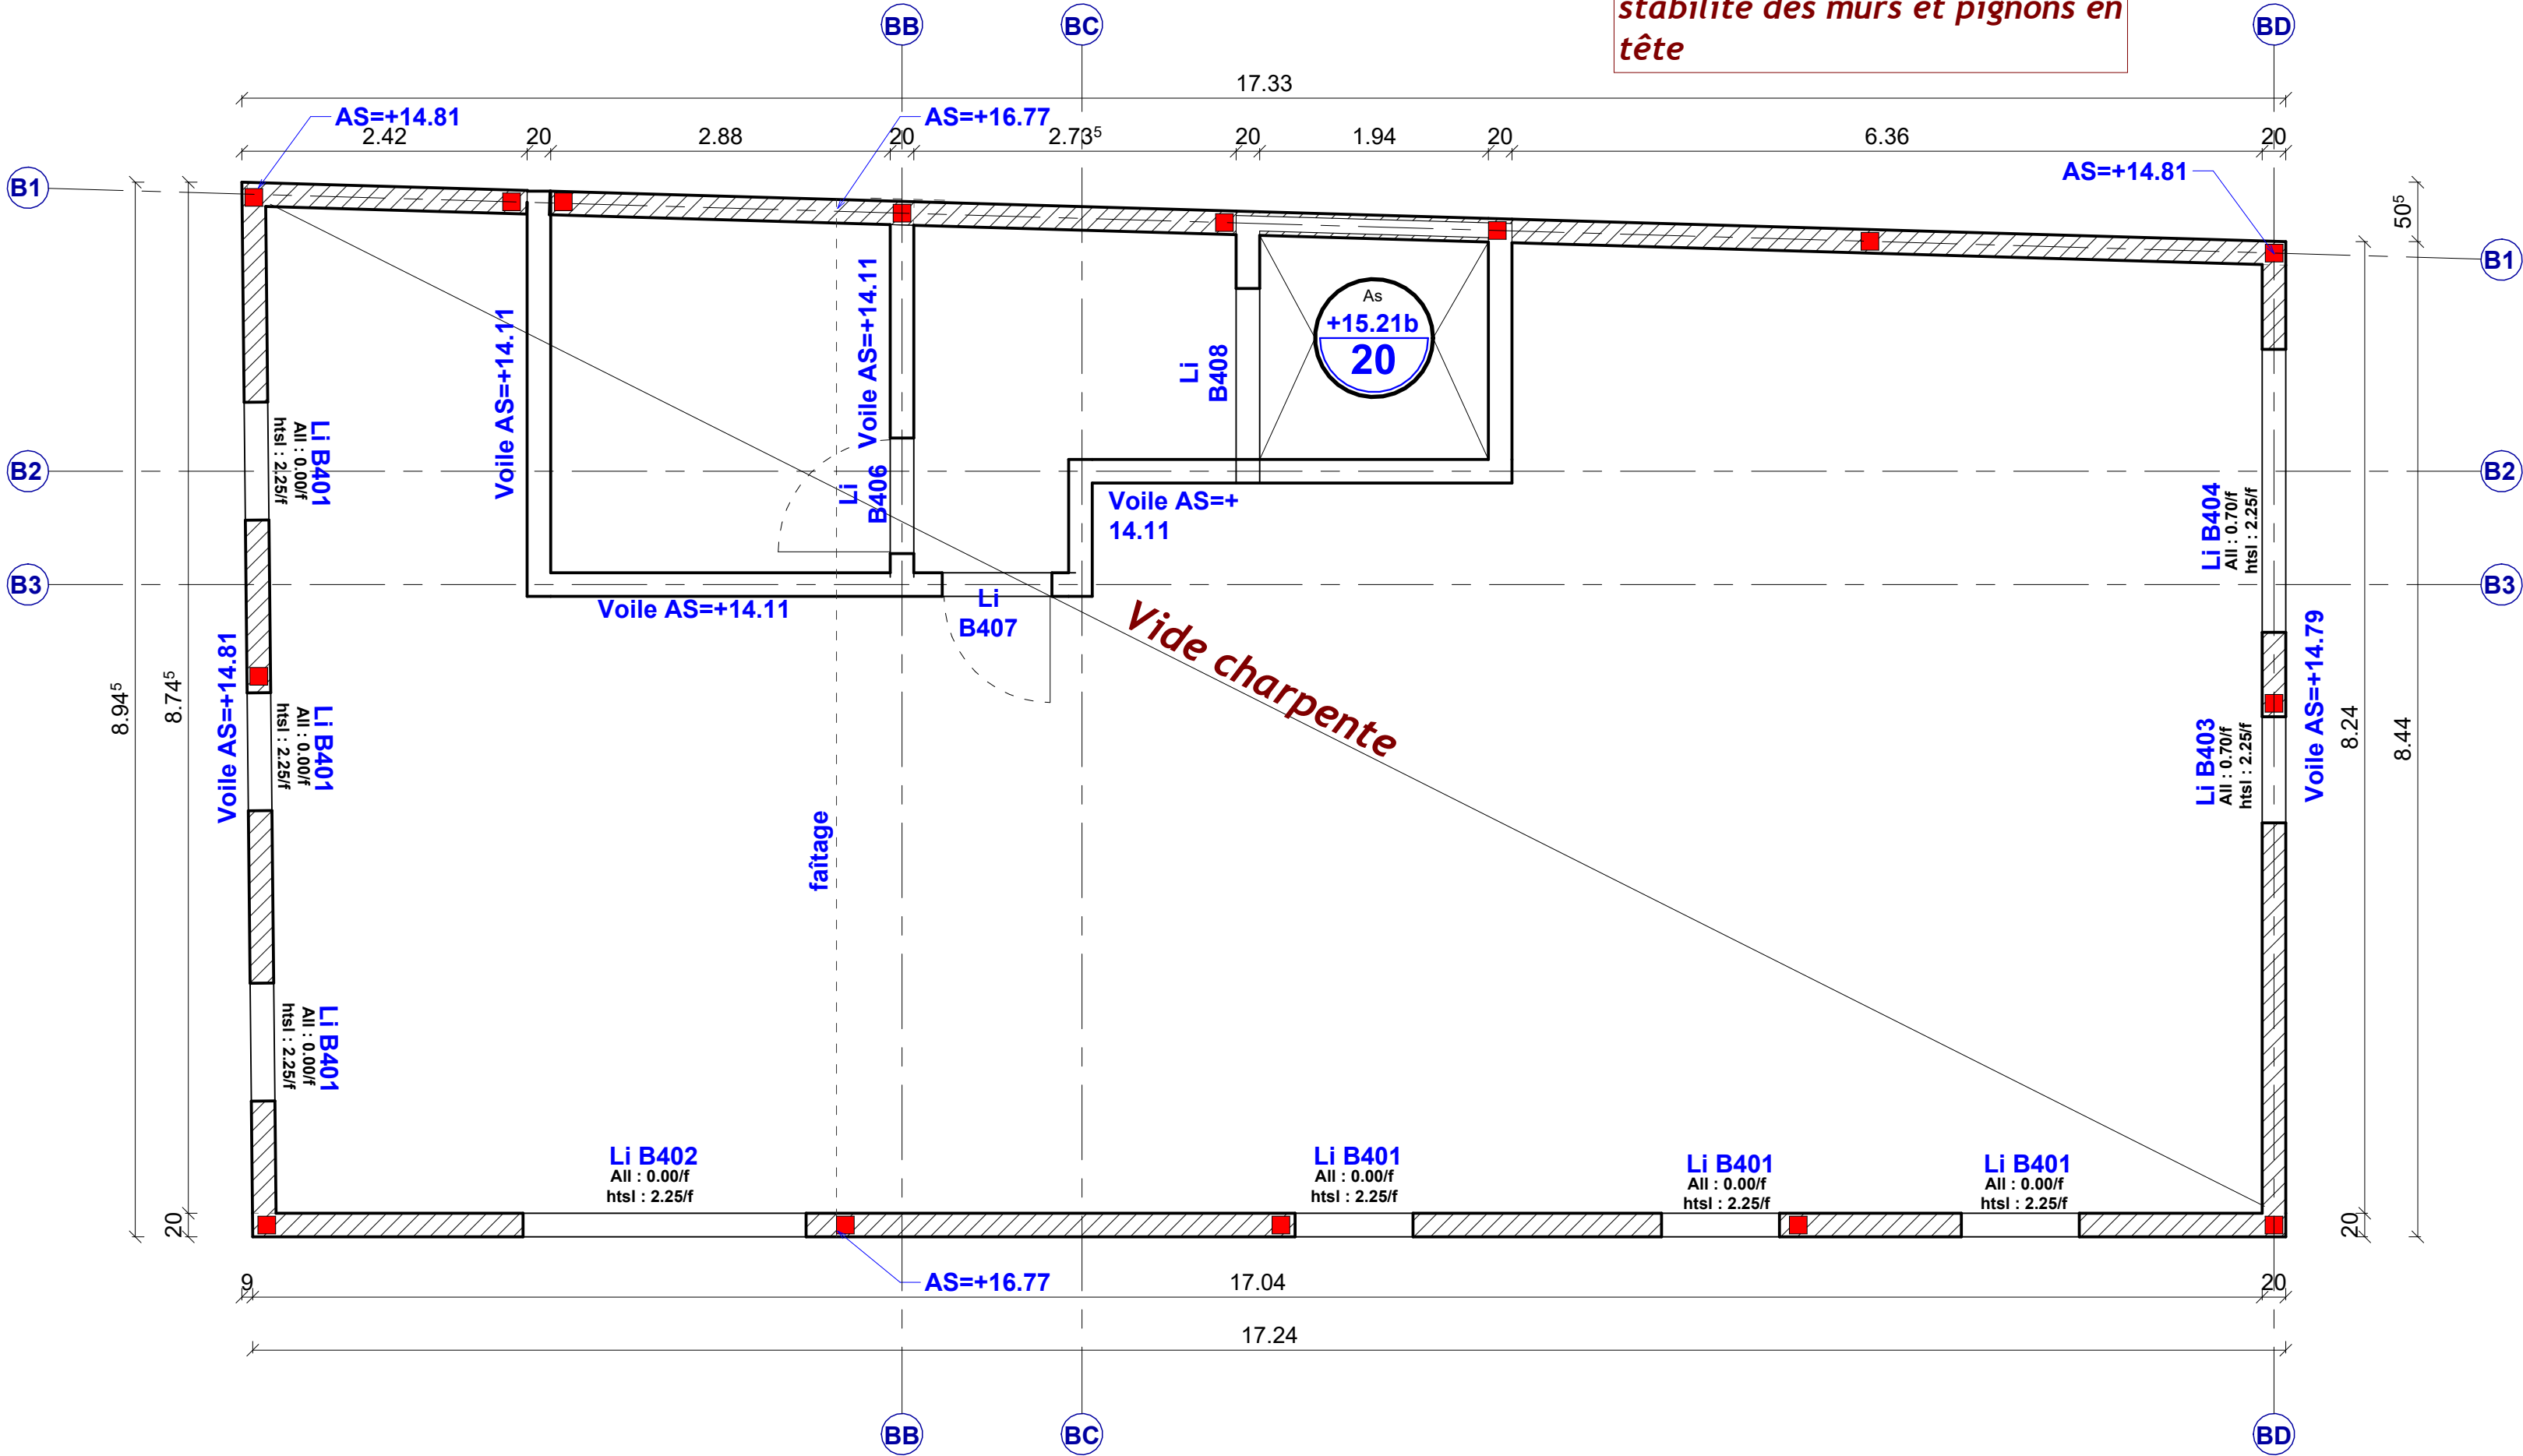 stabilité des murs et pignons en
tête
BB
BC
BD
17.33
AS=+14.81
AS=+16.77
2.42
20
2.88
20
2.73⁵
20
1.94
20
6.36
20
AS=+14.81
B1
B1
50⁵
As
+15.21b
20
Voile AS=+14.11
Voile AS=+14.11
Li
B408
Li B401
All : 0.00/f
htsl : 2.25/f
B2
B2
Li
B406
Voile AS=+
14.11
Li B404
All : 0.70/f
htsl : 2.25/f
B3
B3
Voile AS=+14.11
Li
B407
Vide charpente
Voile AS=+14.81
8.94⁵
8.74⁵
Li B401
All : 0.00/f
htsl : 2.25/f
Li B403
All : 0.70/f
htsl : 2.25/f
Voile AS=+14.79
8.24
8.44
faîtage
Li B401
All : 0.00/f
htsl : 2.25/f
Li B402
All : 0.00/f
htsl : 2.25/f
Li B401
All : 0.00/f
htsl : 2.25/f
Li B401
All : 0.00/f
htsl : 2.25/f
Li B401
All : 0.00/f
htsl : 2.25/f
20
20
9
AS=+16.77
17.04
20
17.24
BB
BC
BD